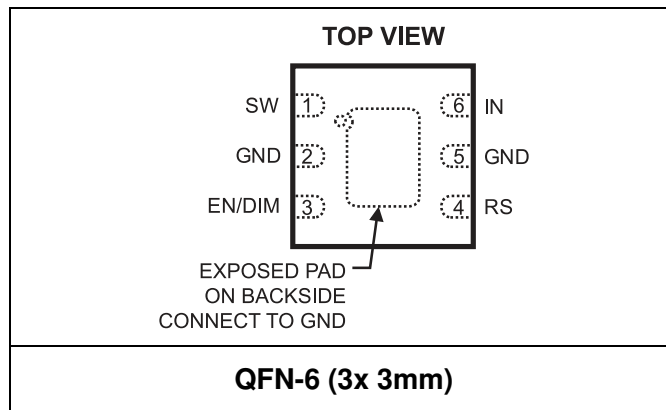 TOP VIEW
SW 1 6 IN
GND 2 5 GND
EN/DIM 3 4 RS
EXPOSED PAD
ON BACKSIDE
CONNECT TO GND
QFN-6 (3x 3mm)